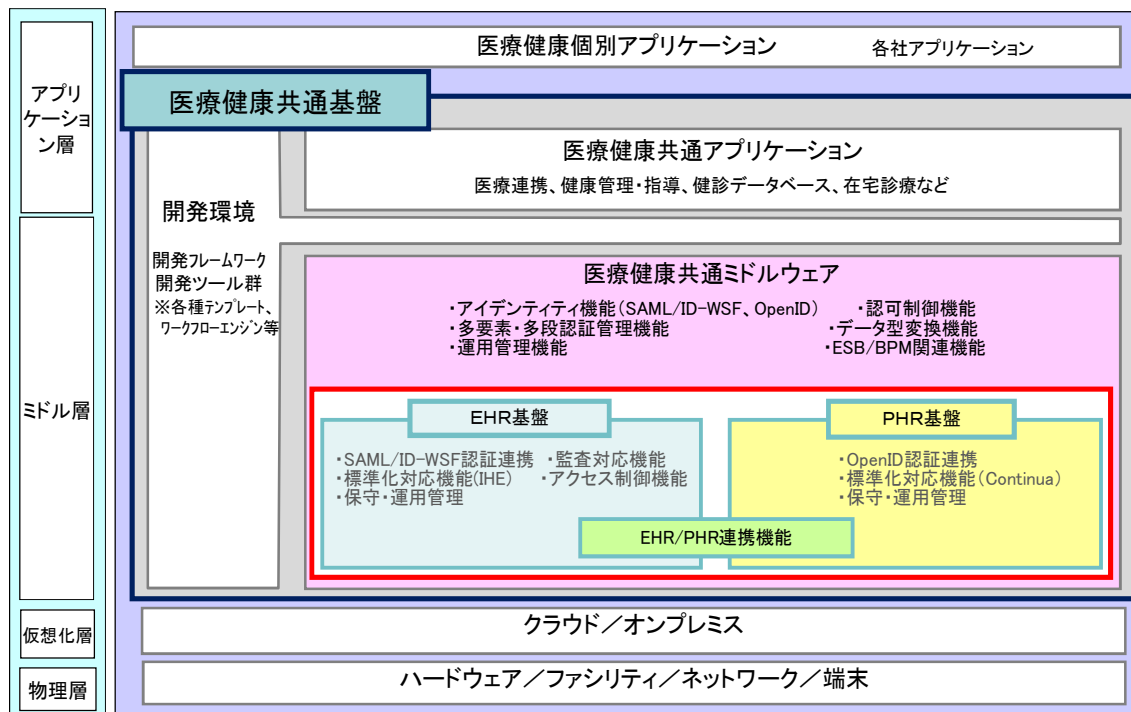 アプリ
ケーショ
ン層
ミドル層
仮想化層
物理層
医療健康個別アプリケーション 各社アプリケーション
医療健康共通基盤
医療健康共通アプリケーション
医療連携、健康管理・指導、健診データベース、在宅診療など
開発環境
開発フレームワーク
開発ツール群
※各種テンプレート、
ワークフローエンジン等
医療健康共通ミドルウェア
・アイデンティティ機能(SAML/ID-WSF、OpenID) ・認可制御機能
・多要素・多段認証管理機能 ・データ型変換機能
・運用管理機能 ・ESB/BPM関連機能
EHR基盤
・SAML/ID-WSF認証連携 ・監査対応機能
・標準化対応機能(IHE) ・アクセス制御機能
・保守・運用管理
PHR基盤
・OpenID認証連携
・標準化対応機能(Continua)
・保守・運用管理
EHR/PHR連携機能
クラウド/オンプレミス
ハードウェア/ファシリティ/ネットワーク/端末